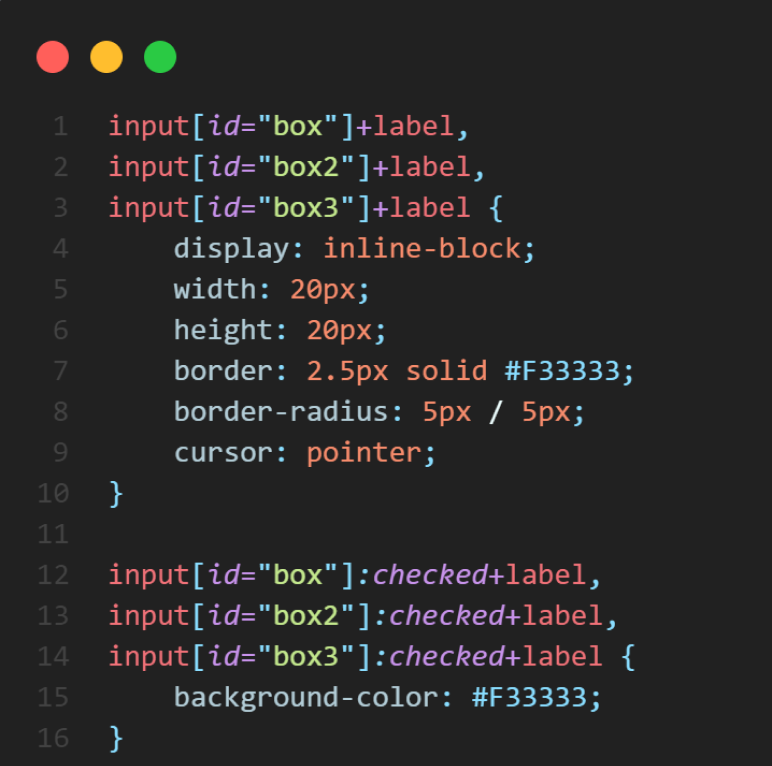 1 input[id="box"]+label,
2 input[id="box2"]+label,
3 input[id="box3"]+label {
4     display: inline-block;
5     width: 20px;
6     height: 20px;
7     border: 2.5px solid #F33333;
8     border-radius: 5px / 5px;
9     cursor: pointer;
10 }
11
12 input[id="box"]:checked+label,
13 input[id="box2"]:checked+label,
14 input[id="box3"]:checked+label {
15     background-color: #F33333;
16 }